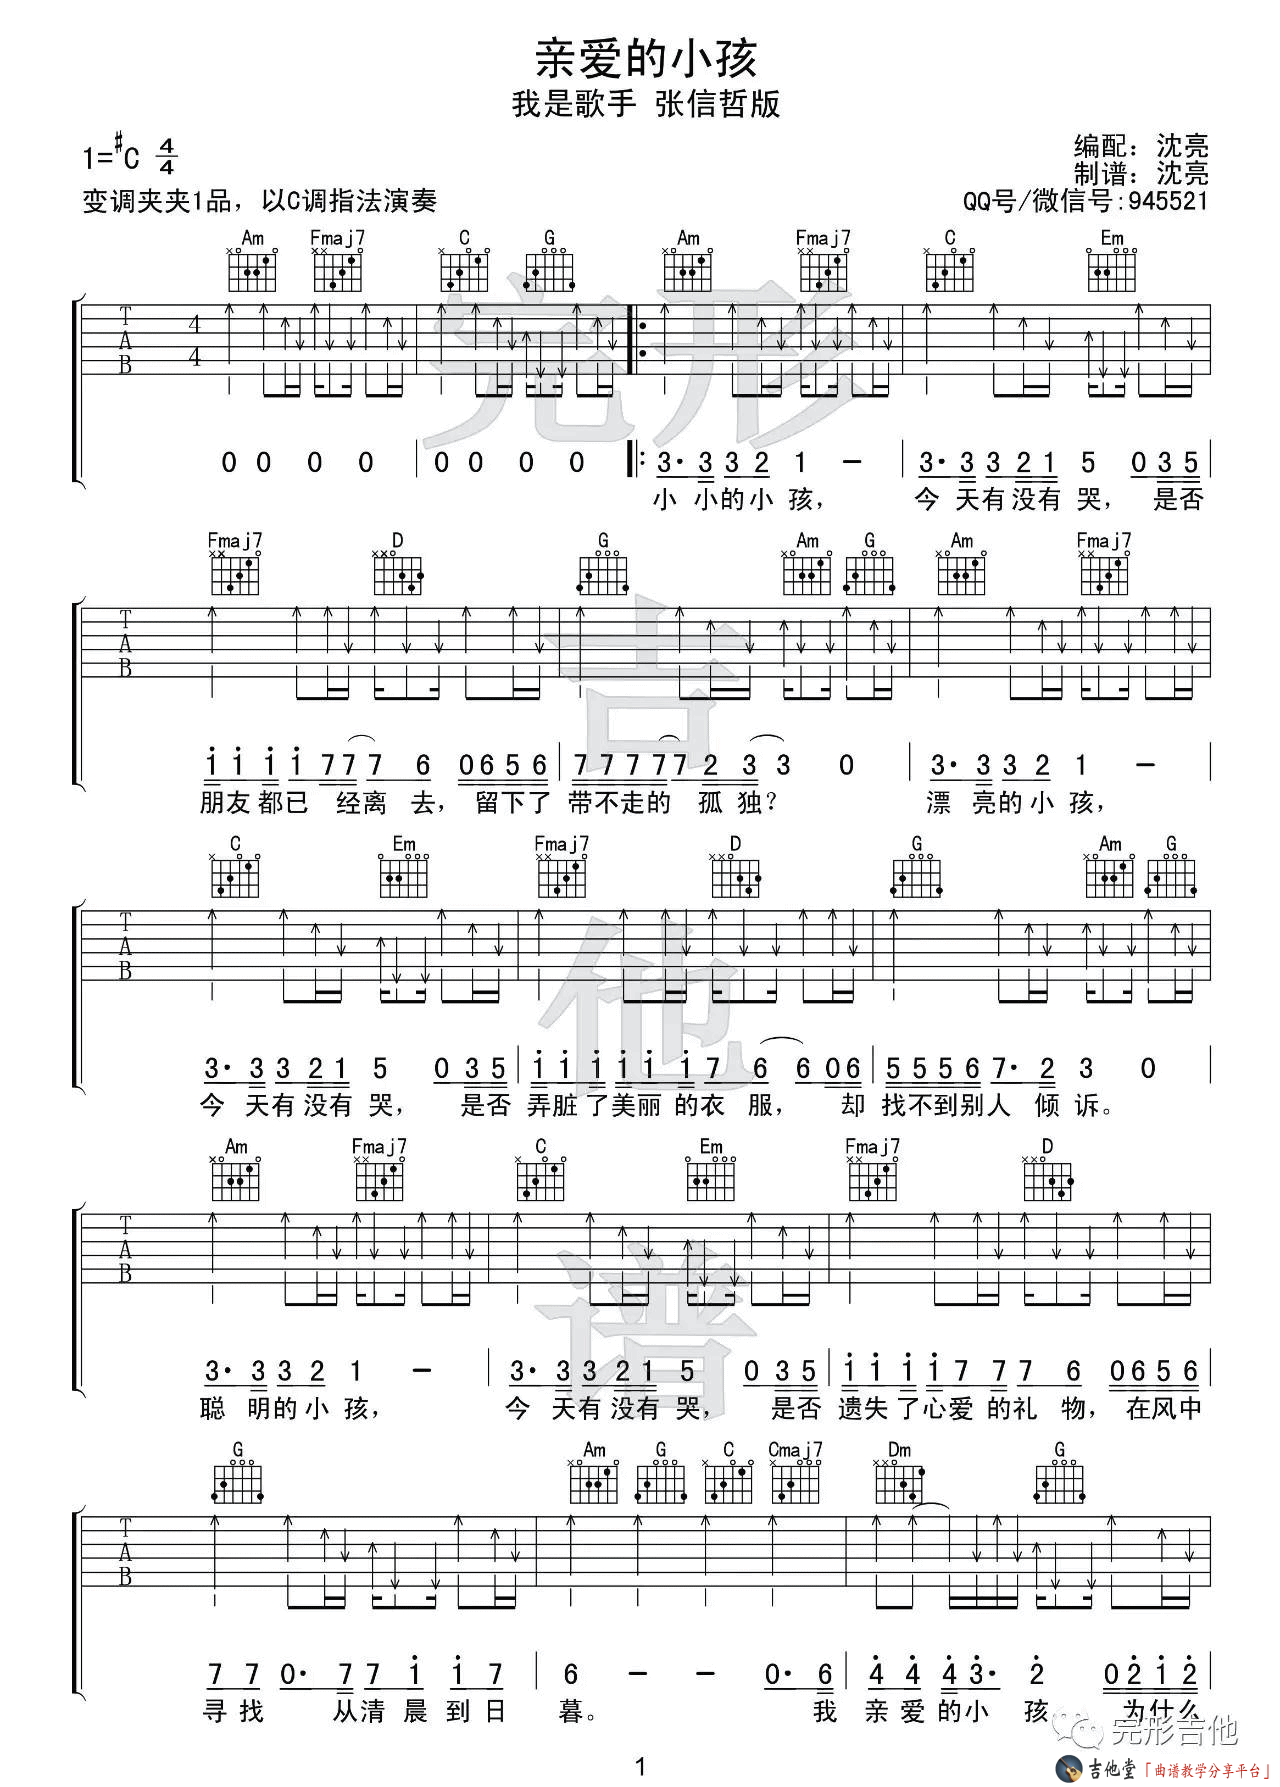 亲爱的小孩
我是歌手 张信哲版
1=#C 4/4
编配：沈亮
制谱：沈亮
变调夹夹1品，以C调指法演奏
QQ号/微信号:945521
Am Fmaj7 C G Am Fmaj7 C Em
T A B 4 4
0 0 0 0 | 0 0 0 0 |: 3· 3 3 2 1 - | 3· 3 3 2 1 5 0 3 5 |
小 小的小 孩， 今 天有没有 哭， 是否
Fmaj7 D G Am G Am Fmaj7
T A B
i i i i 7 7 7 6 0 6 5 6 | 7 7 7 7 7 2 3 3 0 | 3· 3 3 2 1 - |
朋友都已 经离 去， 留下了 带不走的 孤 独？ 漂 亮的小 孩，
C Em Fmaj7 D G Am G
T A B
3· 3 3 2 1 5 0 3 5 | i i i i i i 7 6 6 0 6 | 5 5 5 6 7· 2 3 0 |
今 天有没有 哭， 是否 弄脏了美丽 的衣 服， 却 找不到别人 倾 诉。
Am Fmaj7 C Em Fmaj7 D
T A B
3· 3 3 2 1 - | 3· 3 3 2 1 5 0 3 5 | i i i i 7 7 7 6 0 6 5 6 |
聪 明的小 孩， 今 天有没有 哭， 是否 遗失了心爱 的礼 物， 在风中
G Am G C Cmaj7 Dm G
T A B
7 7 0· 7 7 i i 7 | 6 - - 0· 6 | 4 4 4 3· 2 0 2 i 2 |
寻找 从清 晨到日 暮。 我 亲爱的小 孩 为什么
完形吉他谱
完形吉他
1
吉他堂「曲谱教学分享平台」